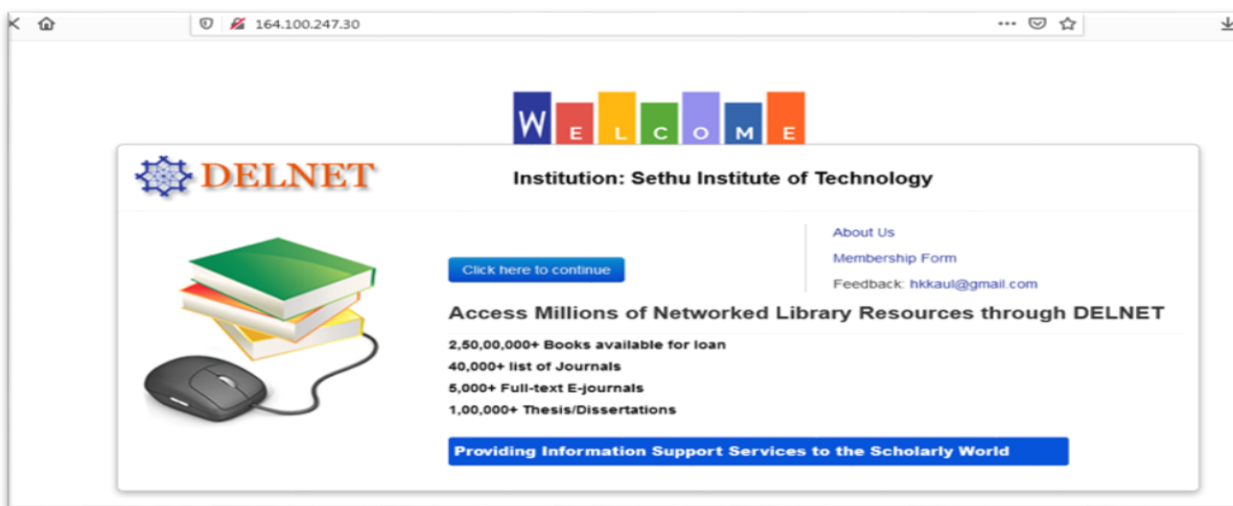 164.100.247.30
WELCOME
DELNET
Institution: Sethu Institute of Technology
About Us
Click here to continue
Membership Form
Feedback: hkkaul@gmail.com
Access Millions of Networked Library Resources through DELNET
2,50,00,000+ Books available for loan
40,000+ list of Journals
5,000+ Full-text E-journals
1,00,000+ Thesis/Dissertations
Providing Information Support Services to the Scholarly World